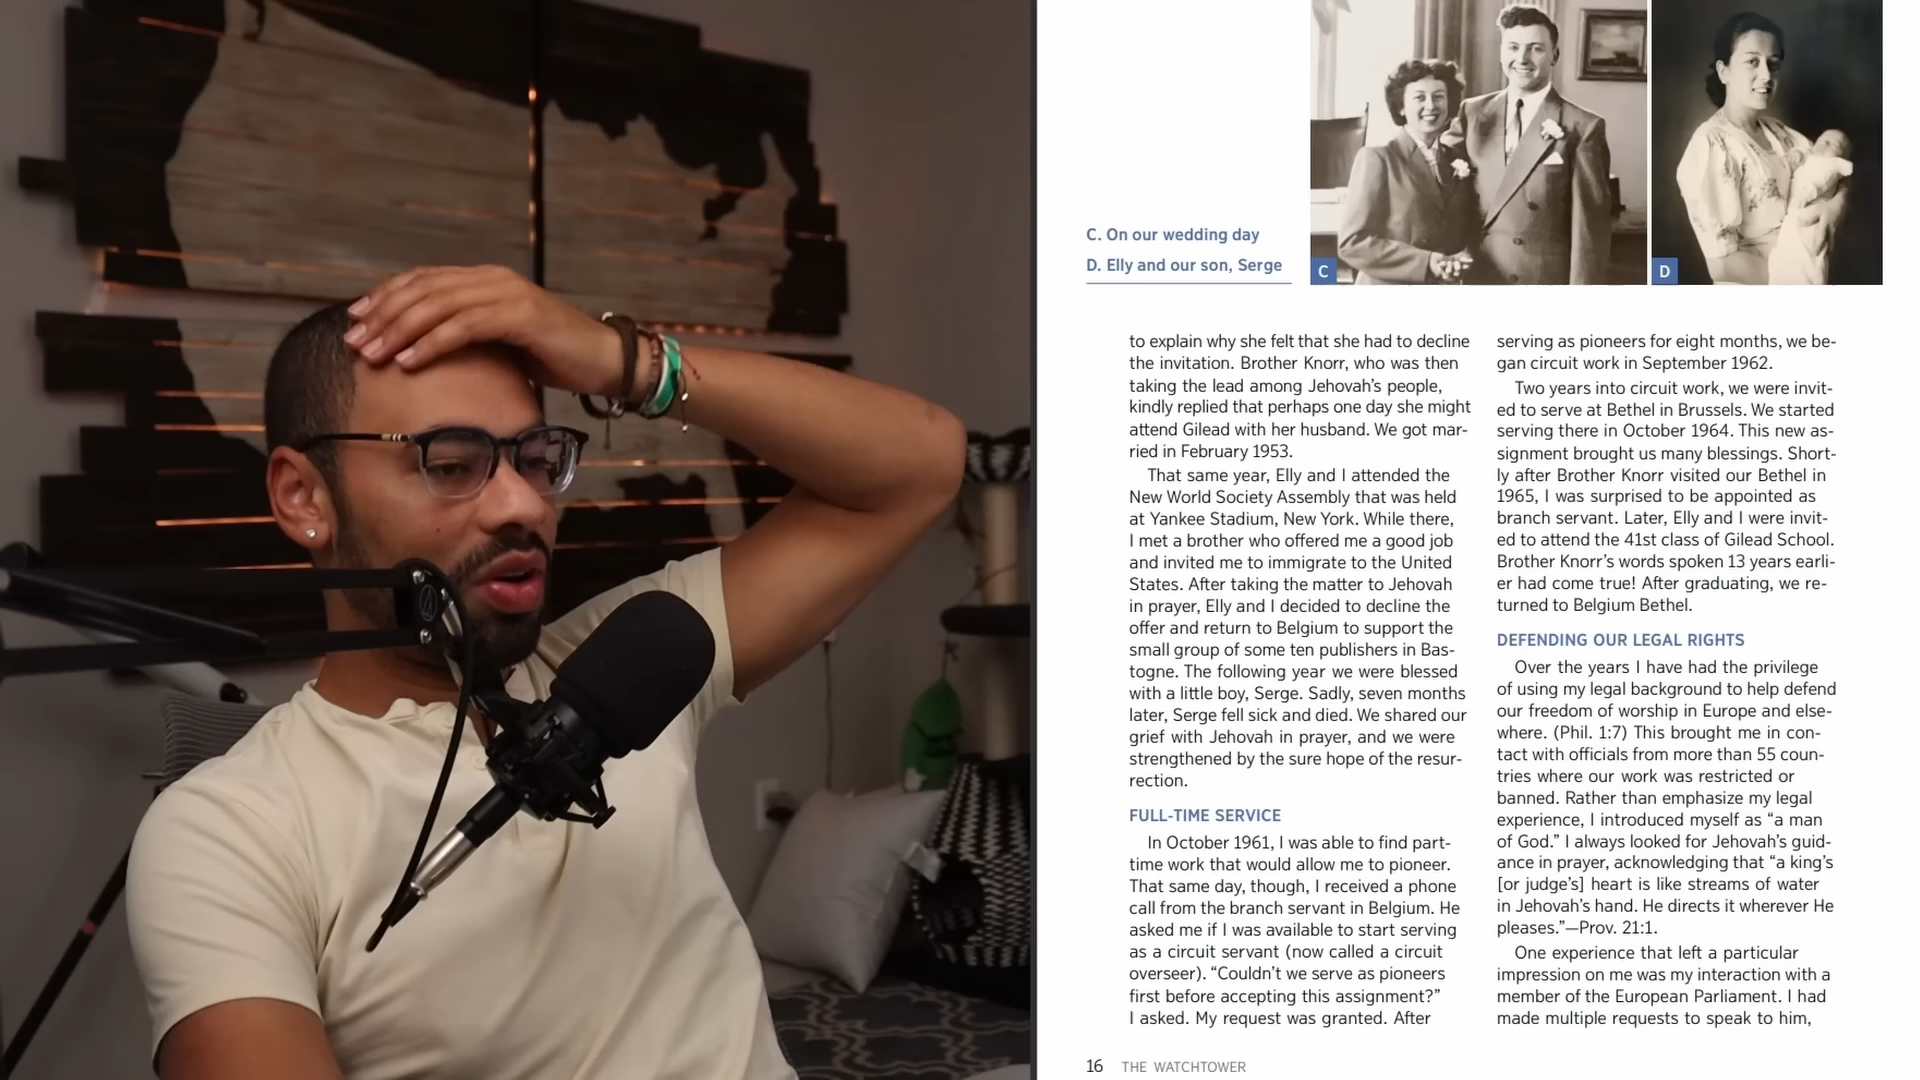 C. On our wedding day
D. Elly and our son, Serge
C
D
to explain why she felt that she had to decline
the invitation. Brother Knorr, who was then
taking the lead among Jehovah's people,
kindly replied that perhaps one day she might
attend Gilead with her husband. We got mar-
ried in February 1953.
That same year, Elly and I attended the
New World Society Assembly that was held
at Yankee Stadium, New York. While there,
I met a brother who offered me a good job
and invited me to immigrate to the United
States. After taking the matter to Jehovah
in prayer, Elly and I decided to decline the
offer and return to Belgium to support the
small group of some ten publishers in Bas-
togne. The following year we were blessed
with a little boy, Serge. Sadly, seven months
later, Serge fell sick and died. We shared our
grief with Jehovah in prayer, and we were
strengthened by the sure hope of the resur-
rection.
FULL-TIME SERVICE
In October 1961, I was able to find part-
time work that would allow me to pioneer.
That same day, though, I received a phone
call from the branch servant in Belgium. He
asked me if I was available to start serving
as a circuit servant (now called a circuit
overseer). “Couldn't we serve as pioneers
first before accepting this assignment?”
I asked. My request was granted. After
serving as pioneers for eight months, we be-
gan circuit work in September 1962.
Two years into circuit work, we were invit-
ed to serve at Bethel in Brussels. We started
serving there in October 1964. This new as-
signment brought us many blessings. Short-
ly after Brother Knorr visited our Bethel in
1965, I was surprised to be appointed as
branch servant. Later, Elly and I were invit-
ed to attend the 41st class of Gilead School.
Brother Knorr's words spoken 13 years earli-
er had come true! After graduating, we re-
turned to Belgium Bethel.
DEFENDING OUR LEGAL RIGHTS
Over the years I have had the privilege
of using my legal background to help defend
our freedom of worship in Europe and else-
where. (Phil. 1:7) This brought me in con-
tact with officials from more than 55 coun-
tries where our work was restricted or
banned. Rather than emphasize my legal
experience, I introduced myself as “a man
of God.” I always looked for Jehovah's guid-
ance in prayer, acknowledging that “a king's
[or judge's] heart is like streams of water
in Jehovah's hand. He directs it wherever He
pleases.”—Prov. 21:1.
One experience that left a particular
impression on me was my interaction with a
member of the European Parliament. I had
made multiple requests to speak to him,
16 THE WATCHTOWER